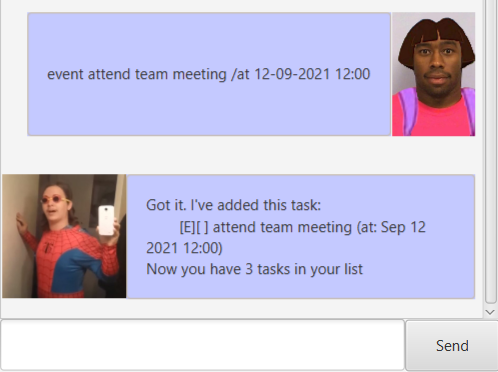 event attend team meeting /at 12-09-2021 12:00
Got it. I've added this task:
[E][ ] attend team meeting (at: Sep 12
2021 12:00)
Now you have 3 tasks in your list
Send